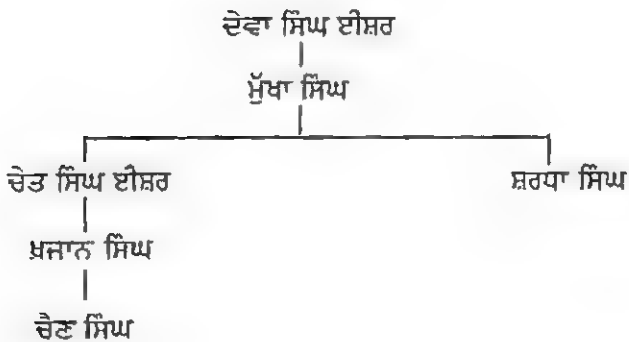 ਦੇਵਾ ਸਿੰਘ ਈਸ਼ਰ
ਮੁੱਖਾ ਸਿੰਘ
ਚੇਤ ਸਿੰਘ ਈਸ਼ਰ ਸ਼ਰਧਾ ਸਿੰਘ
ਖ਼ਜਾਨ ਸਿੰਘ
ਚੈਣ ਸਿੰਘ